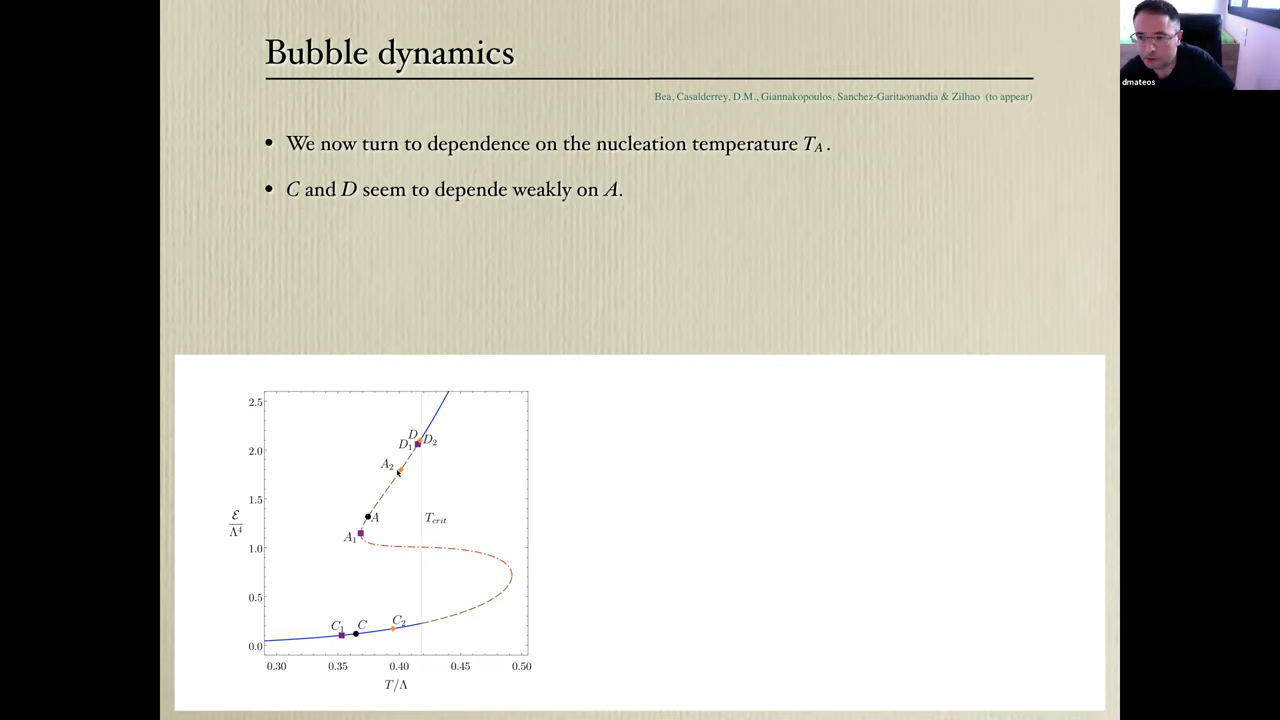 Bubble dynamics
Bea, Casalderrey, D.M., Giannakopoulos, Sanchez-Garitaonandia & Zilhao (to appear)
• We now turn to dependence on the nucleation temperature T_A.
• C and D seem to depende weakly on A.
dmateos
2.5
2.0
1.5
1.0
0.5
0.0
ℰ
Λ⁴
D
D₁
D₂
A₂
A
A₁
T_crit
C₁
C
C₂
0.30 0.35 0.40 0.45 0.50
T/Λ